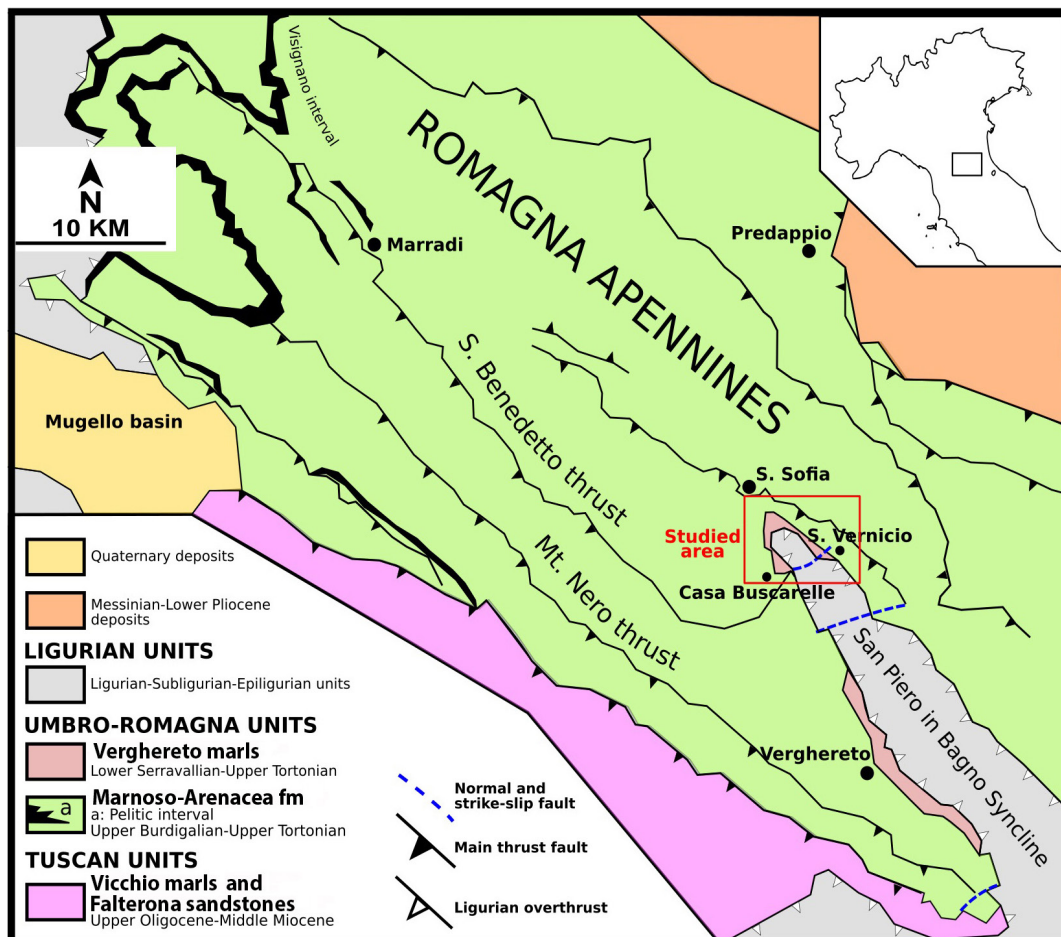 Visignano interval
ROMAGNA APENNINES
N
10 KM
Marradi
Predappio
S. Benedetto thrust
Mugello basin
S. Sofia
Studied
area
S. Vernicio
Casa Buscarelle
Mt. Nero thrust
San Piero in Bagno Syncline
Verghereto
Quaternary deposits
Messinian-Lower Pliocene
deposits
LIGURIAN UNITS
Ligurian-Subligurian-Epiligurian units
UMBRO-ROMAGNA UNITS
Verghereto marls
Lower Serravallian-Upper Tortonian
a
Marnoso-Arenacea fm
a: Pelitic interval
Upper Burdigalian-Upper Tortonian
TUSCAN UNITS
Vicchio marls and
Falterona sandstones
Upper Oligocene-Middle Miocene
Normal and
strike-slip fault
Main thrust fault
Ligurian overthrust